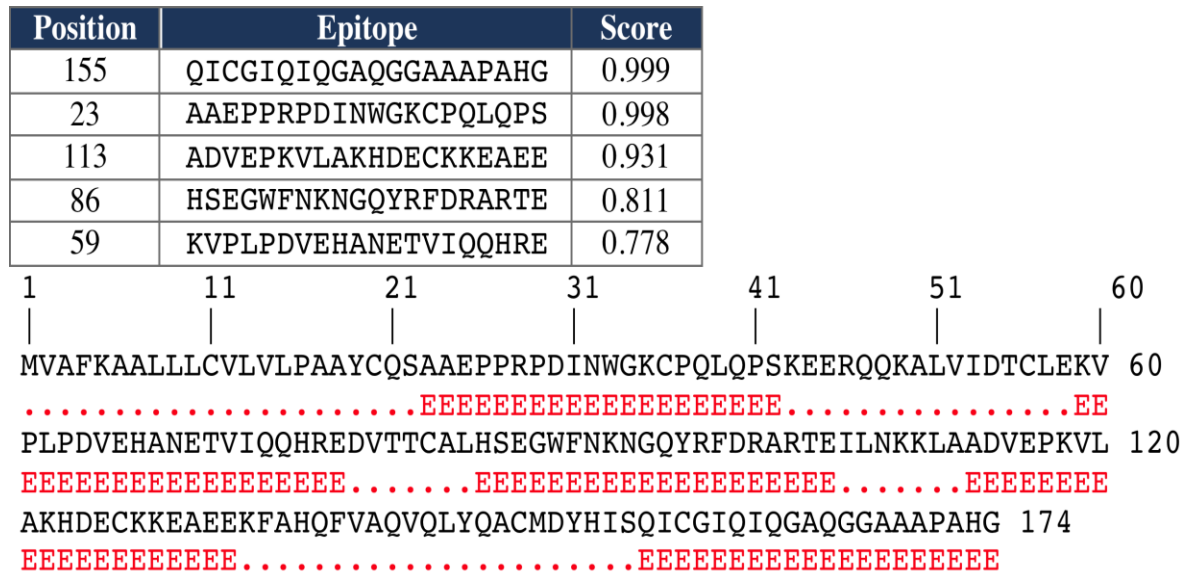 Position Epitope Score
155 QICGIQIQGAQGGAAAPAHG 0.999
23 AAEPPRPDINWGKCPQLQPS 0.998
113 ADVEPKVLAKHDECKKEAEE 0.931
86 HSEGWFNKNGQYRFDRARTE 0.811
59 KVPLPDVEHANETVIQQHRE 0.778
1 11 21 31 41 51 60
| | | | | | |
MVAFKAALLLCVLVLPAAYCQSAAEPPRPDINWGKCPQLQPSKEERQQKALVIDTCLEKV 60
......................EEEEEEEEEEEEEEEEEEEE................EE
PLPDVEHANETVIQQHREDVTTCALHSEGWFNKNGQYRFDRARTEILNKKLAADVEPKVL 120
EEEEEEEEEEEEEEEEEE.......EEEEEEEEEEEEEEEEEEEE.......EEEEEEEE
AKHDECKKEAEEKFAHQFVAQVQLYQACMDYHISQICGIQIQGAQGGAAAPAHG 174
EEEEEEEEEEEE......................EEEEEEEEEEEEEEEEEEEE